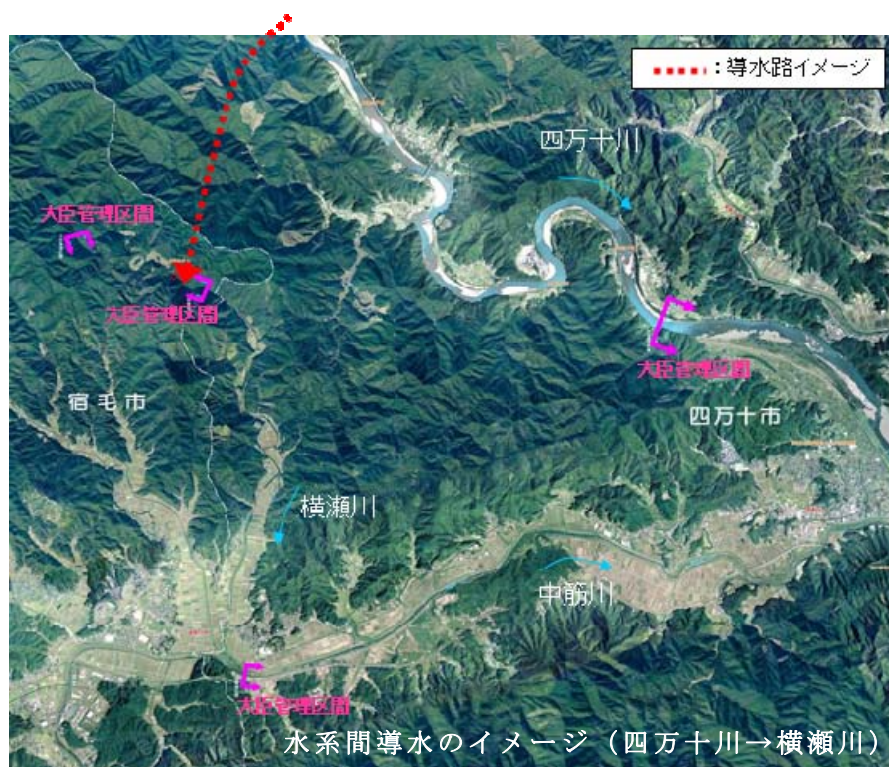 ：導水路イメージ
四万十川
大臣管理区間
大臣管理区間
大臣管理区間
宿毛市
四万十市
横瀬川
中筋川
大臣管理区間
水系間導水のイメージ（四万十川→横瀬川）